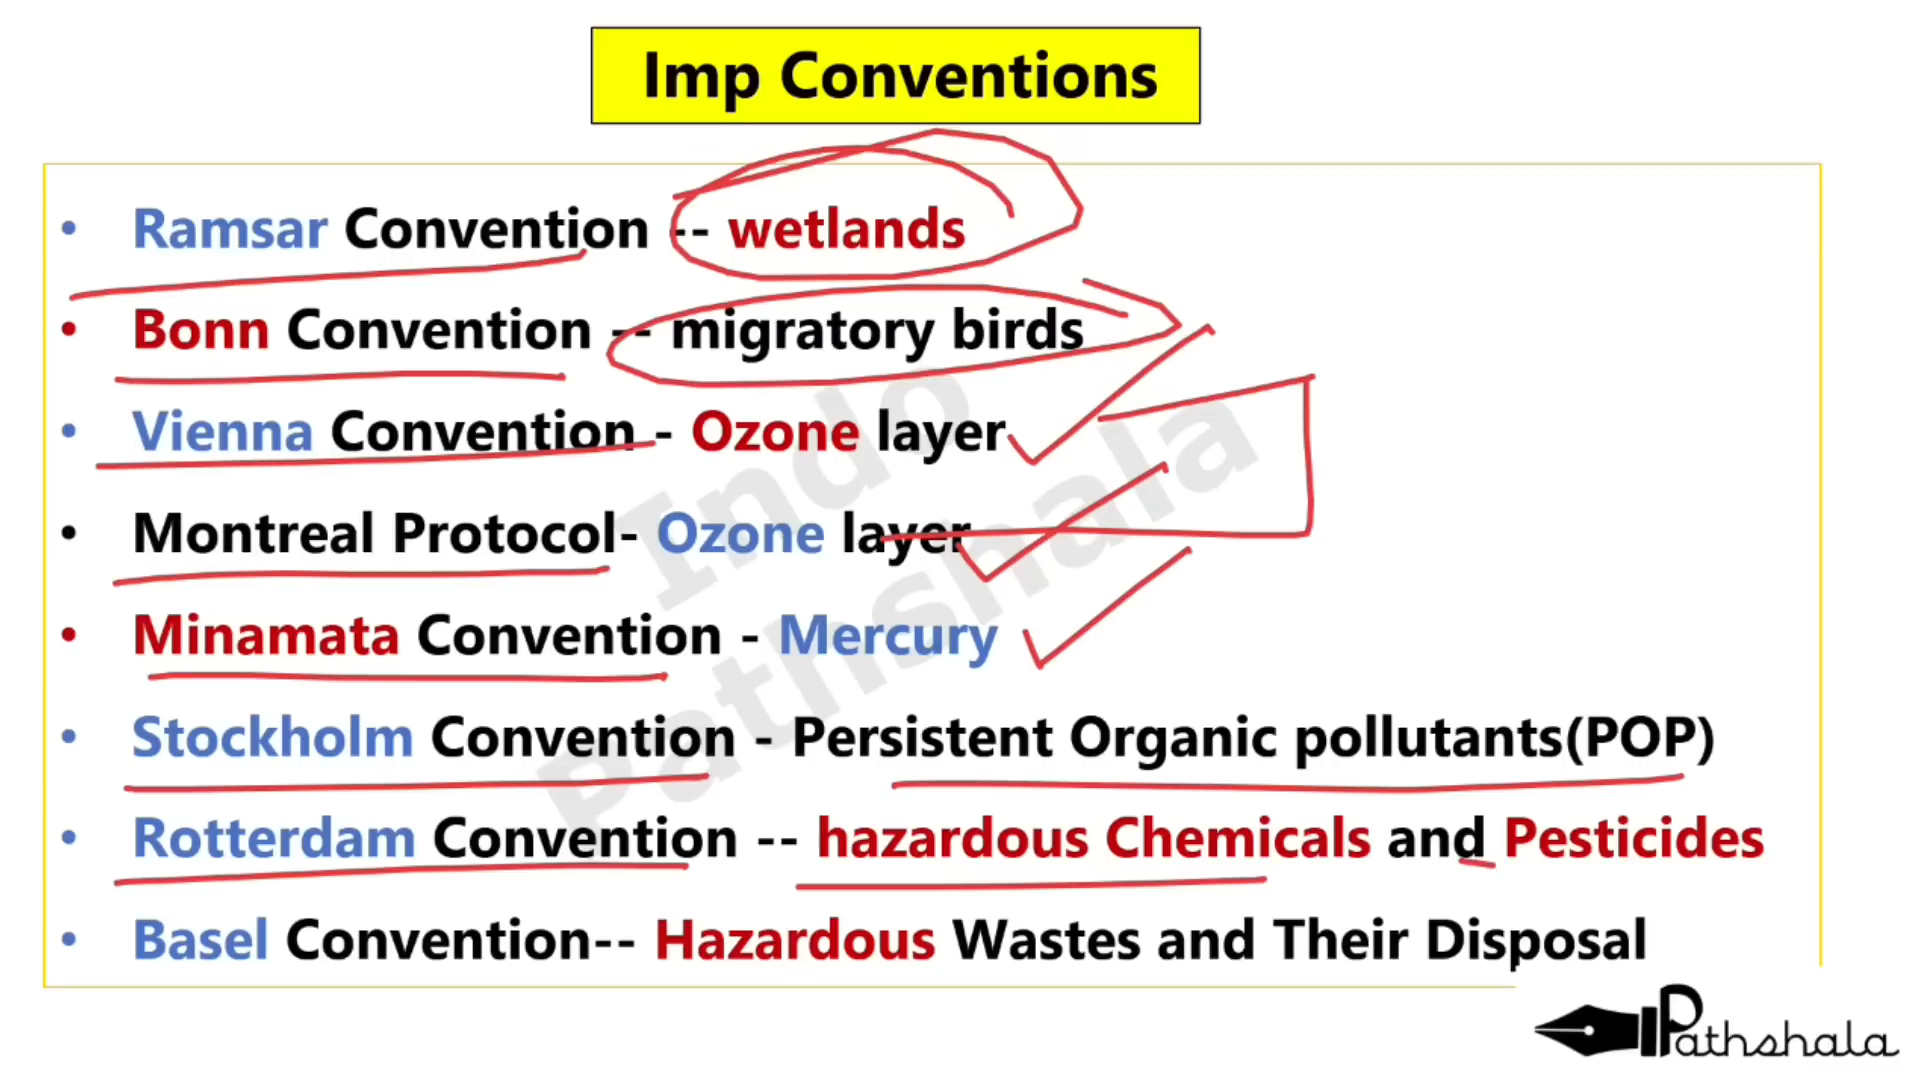 Imp Conventions
• Ramsar Convention -- wetlands
• Bonn Convention -- migratory birds
• Vienna Convention - Ozone layer
• Montreal Protocol- Ozone layer
• Minamata Convention - Mercury
• Stockholm Convention - Persistent Organic pollutants(POP)
• Rotterdam Convention -- hazardous Chemicals and Pesticides
• Basel Convention-- Hazardous Wastes and Their Disposal
Indo
Pathshala
Pathshala